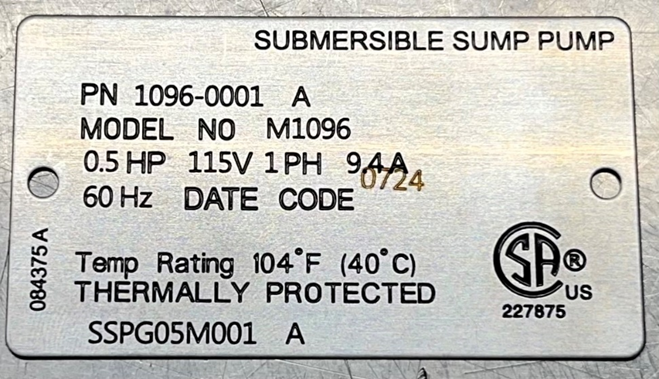 SUBMERSIBLE SUMP PUMP
PN 1096-0001 A
MODEL NO M1096
0.5 HP 115V 1 PH 9.4 A
60 Hz DATE CODE 0724
084375 A
Temp Rating 104°F (40°C)
THERMALLY PROTECTED
SSPG05M001 A
SA ®
US
227875